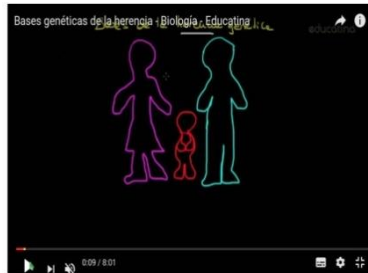 Bases genéticas de la herencia - Biología - Educatina
educatina
0:09 / 8:01